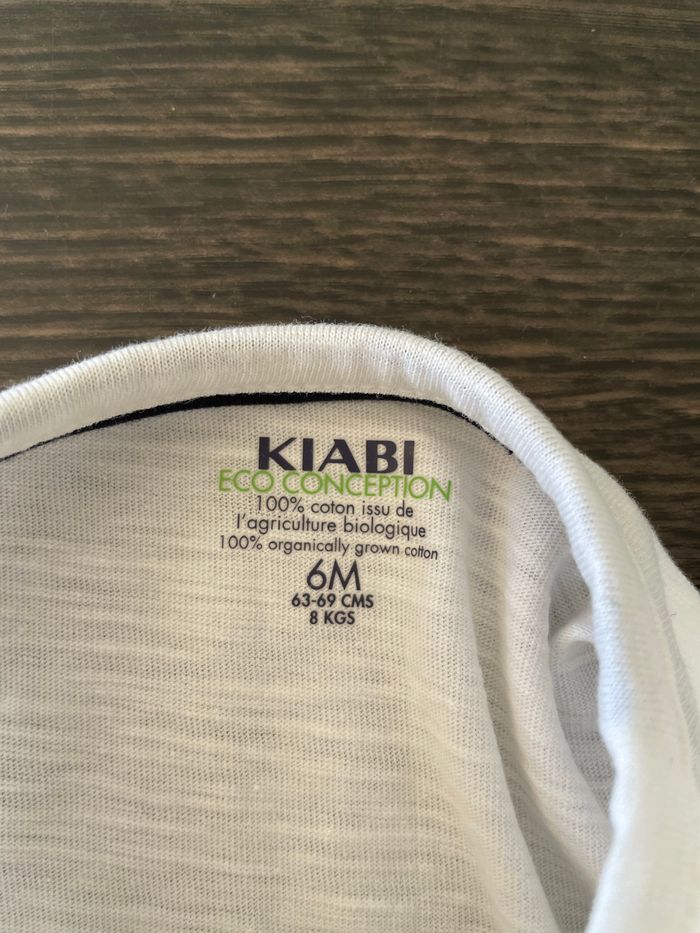 KIABI
ECO CONCEPTION
100% coton issu de
l'agriculture biologique
100% organically grown cotton
6M
63-69 CMS
8 KGS